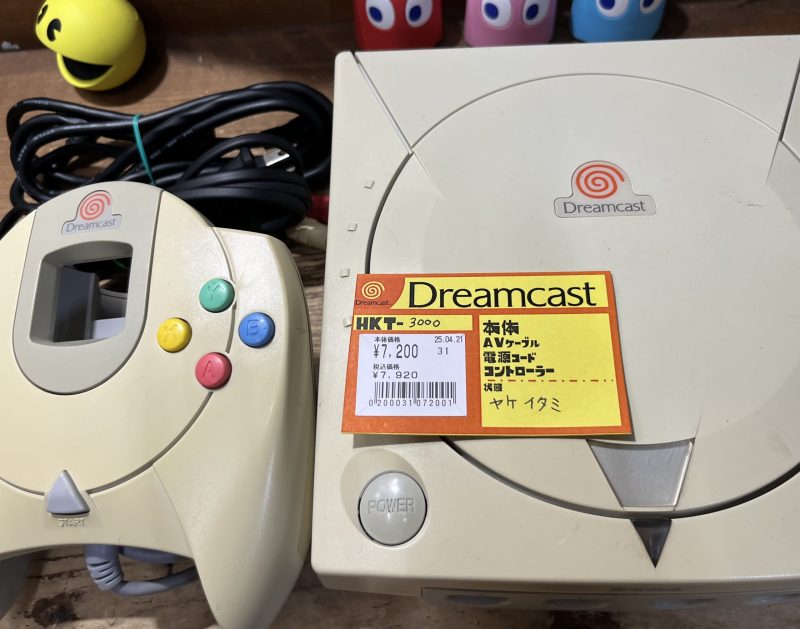 Dreamcast
Dreamcast
Y
X
B
A
START
Dreamcast
Dreamcast
HKT-3000
本体
AVケーブル
電源コード
コントローラー
状態
ヤケ イタミ
本体価格 25.04.21
¥7,200 31
税込価格
¥7,920
0200031072001
POWER